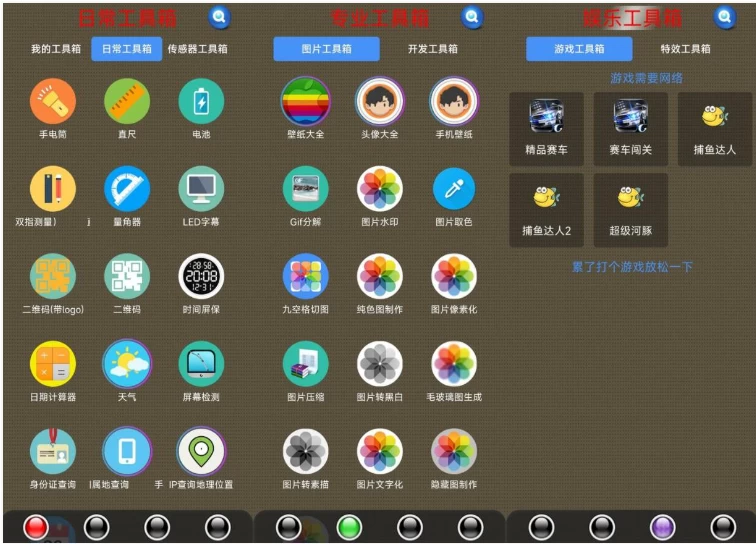 日常工具箱
我的工具箱 日常工具箱 传感器工具箱
手电筒 直尺 电池
双指测量) LED字幕
量角器
二维码(带logo) 二维码 时间屏保
28:58
20:08
12:31
日期计算器 天气 屏幕检测
身份证查询 属地查询 手 IP查询地理位置
专业工具箱
图片工具箱 开发工具箱
壁纸大全 头像大全 手机壁纸
Gif分解 图片水印 图片取色
九空格切图 纯色图制作 图片像素化
图片压缩 图片转黑白 毛玻璃图生成
图片转素描 图片文字化 隐藏图制作
娱乐工具箱
游戏工具箱 特效工具箱
游戏需要网络
精品赛车 赛车闯关 捕鱼达人
捕鱼达人2 超级河豚
累了打个游戏放松一下